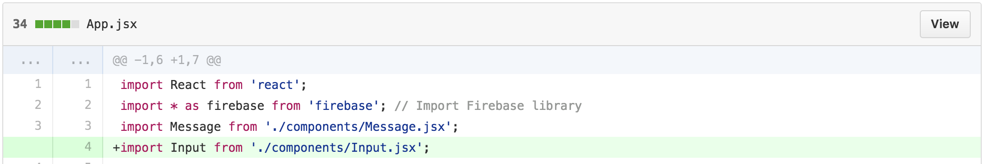 34 App.jsx View
... ... @@ -1,6 +1,7 @@
1 1 import React from 'react';
2 2 import * as firebase from 'firebase'; // Import Firebase library
3 3 import Message from './components/Message.jsx';
4 +import Input from './components/Input.jsx';